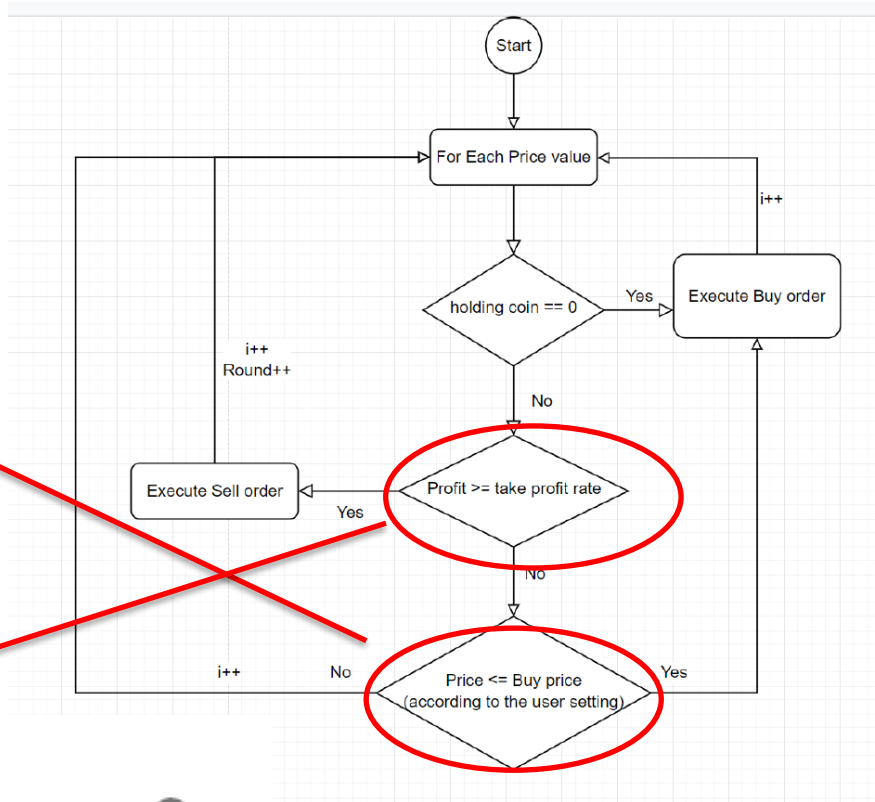 Start
For Each Price value
i++
holding coin == 0
Yes
Execute Buy order
i++
Round++
No
Profit >= take profit rate
Execute Sell order
Yes
No
Price <= Buy price
(according to the user setting)
i++
No
Yes